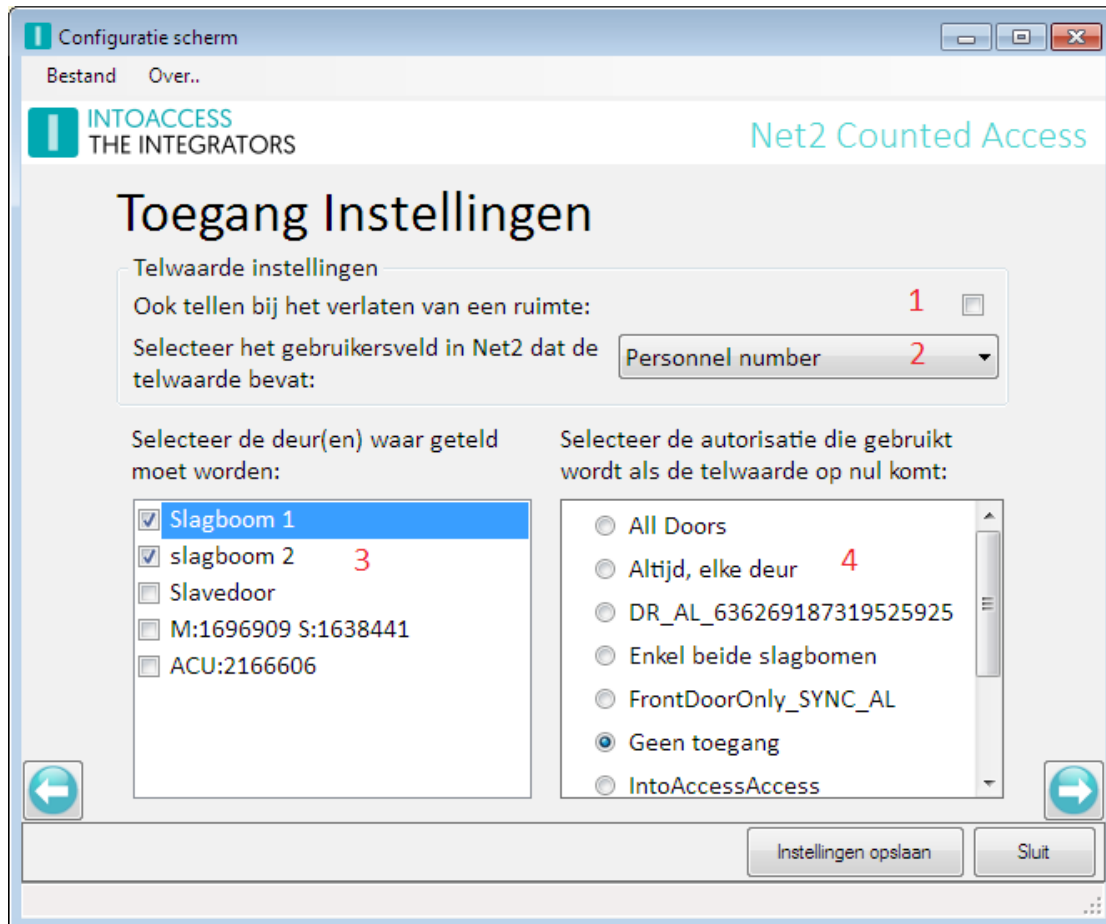 Configuratie scherm
Bestand Over..
INTOACCESS
THE INTEGRATORS
Net2 Counted Access
Toegang Instellingen
Telwaarde instellingen
Ook tellen bij het verlaten van een ruimte: 1
Selecteer het gebruikersveld in Net2 dat de
telwaarde bevat:
Personnel number 2
Selecteer de deur(en) waar geteld
moet worden:
Slagboom 1
slagboom 2 3
Slavedoor
M:1696909 S:1638441
ACU:2166606
Selecteer de autorisatie die gebruikt
wordt als de telwaarde op nul komt:
All Doors
Altijd, elke deur 4
DR_AL_636269187319525925
Enkel beide slagbomen
FrontDoorOnly_SYNC_AL
Geen toegang
IntoAccessAccess
Instellingen opslaan Sluit